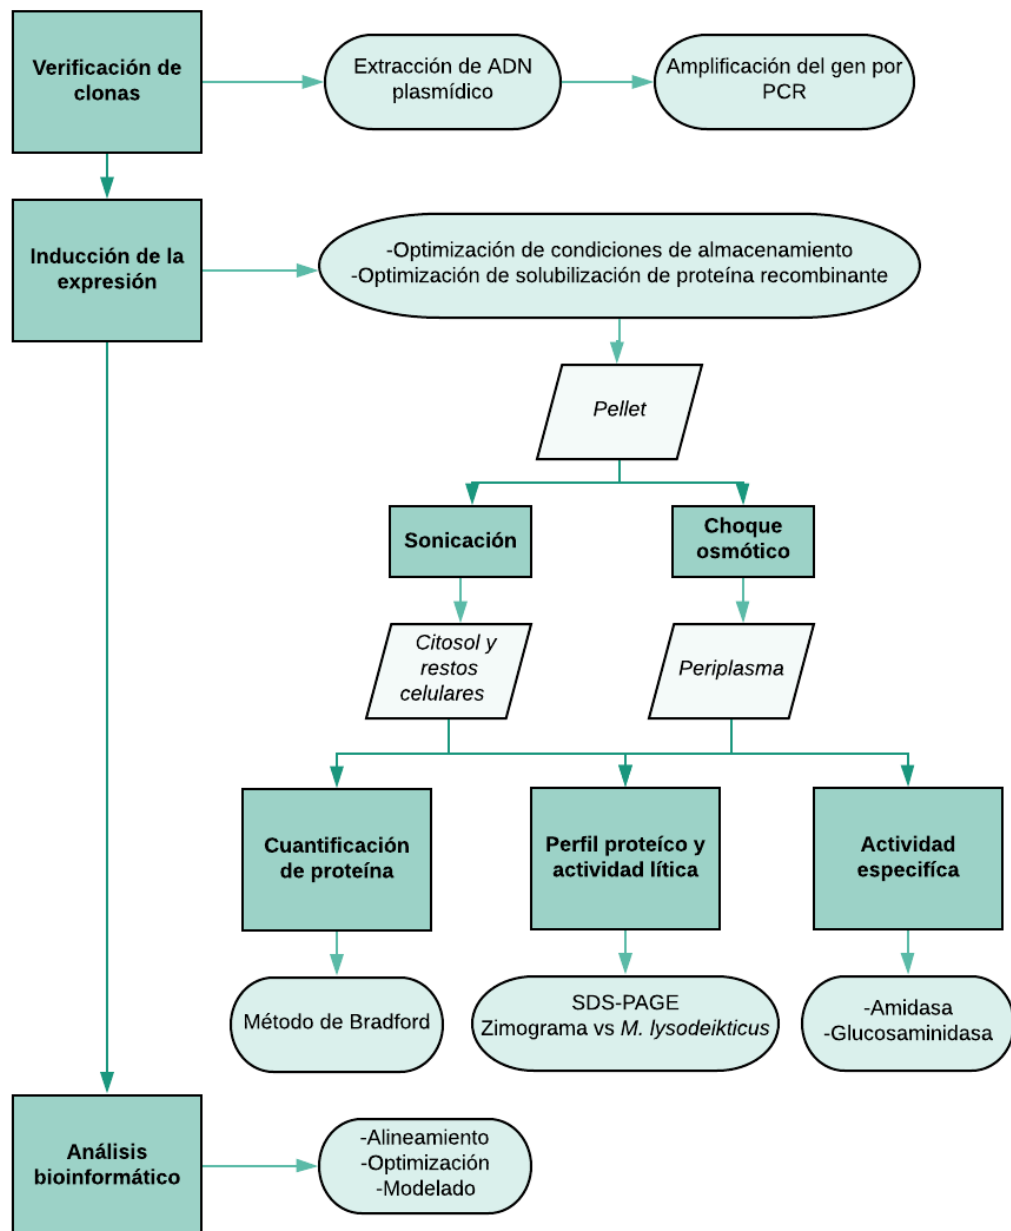 Verificación de
clonas
Extracción de ADN
plasmídico
Amplificación del gen por
PCR
Inducción de la
expresión
-Optimización de condiciones de almacenamiento
-Optimización de solubilización de proteína recombinante
Pellet
Sonicación
Choque
osmótico
Citosol y
restos
celulares
Periplasma
Cuantificación
de proteína
Perfil proteíco y
actividad lítica
Actividad
especifíca
Método de Bradford
SDS-PAGE
Zimograma vs M. lysodeikticus
-Amidasa
-Glucosaminidasa
Análisis
bioinformático
-Alineamiento
-Optimización
-Modelado